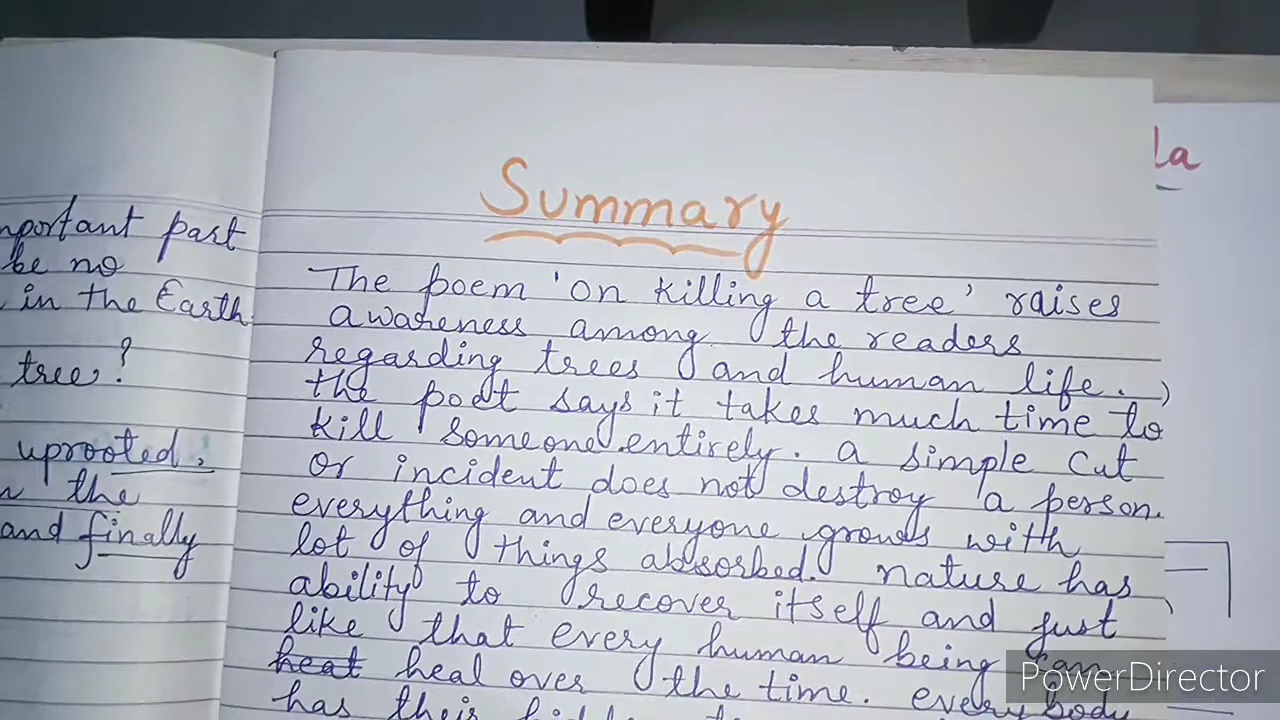 la
important part
be no
in the Earth.
tree?
uprooted,
the
and finally
Summary
The poem 'on killing a tree' raises
awareness among the readers
regarding trees and human life.
the poet says it takes much time to
kill someone entirely. a simple cut
or incident does not destroy a person.
everything and everyone grows with
lot of things absorbed. nature has
ability to recover itself and just
like that every human being can
heat heal over the time. everybody
has their
PowerDirector